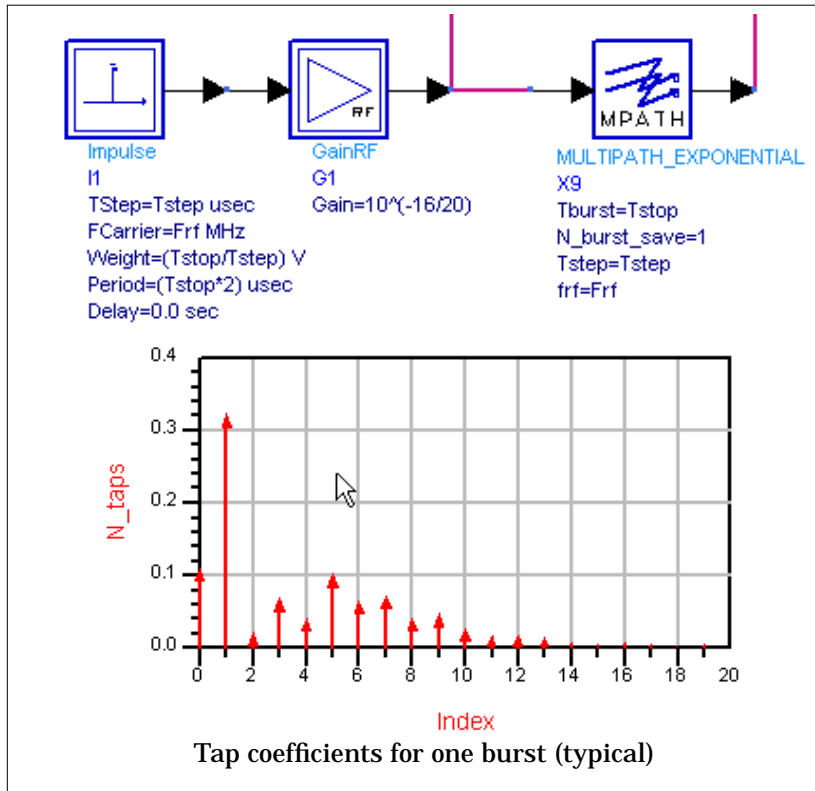 RF
MPATH
Impulse
I1
TStep=Tstep usec
FCarrier=Frf MHz
Weight=(Tstop/Tstep) V
Period=(Tstop*2) usec
Delay=0.0 sec
GainRF
G1
Gain=10^(-16/20)
MULTIPATH_EXPONENTIAL
X9
Tburst=Tstop
N_burst_save=1
Tstep=Tstep
frf=Frf
0.4
0.3
0.2
0.1
0.0
N_taps
0 2 4 6 8 10 12 14 16 18 20
Index
Tap coefficients for one burst (typical)